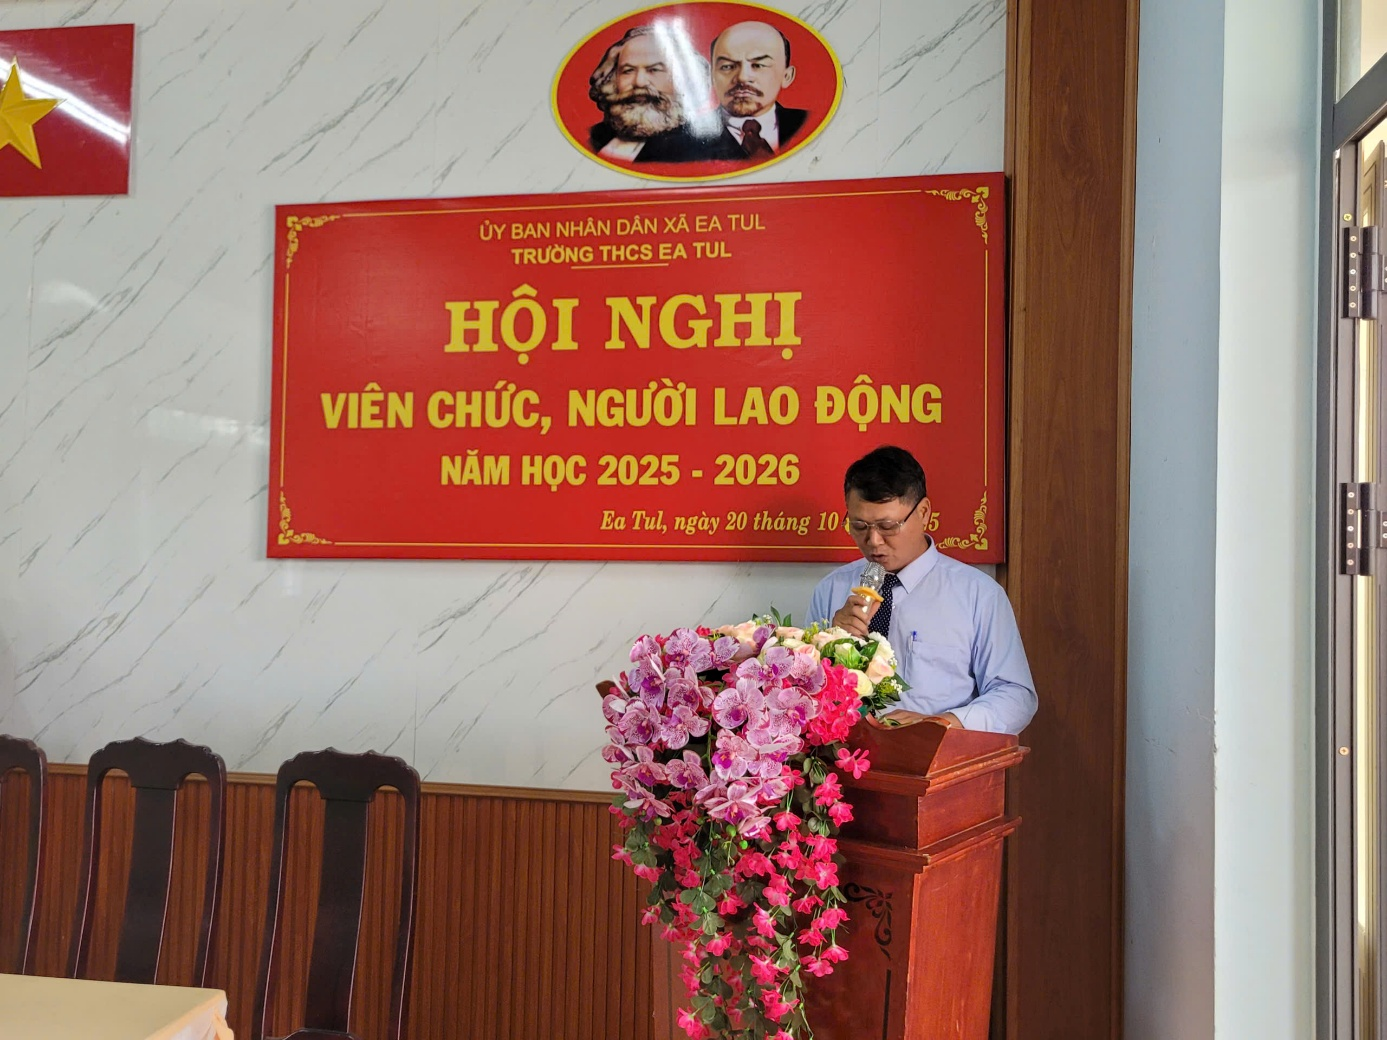 ỦY BAN NHÂN DÂN XÃ EA TUL
TRƯỜNG THCS EA TUL
HỘI NGHỊ
VIÊN CHỨC, NGƯỜI LAO ĐỘNG
NĂM HỌC 2025 - 2026
Ea Tul, ngày 20 tháng 10